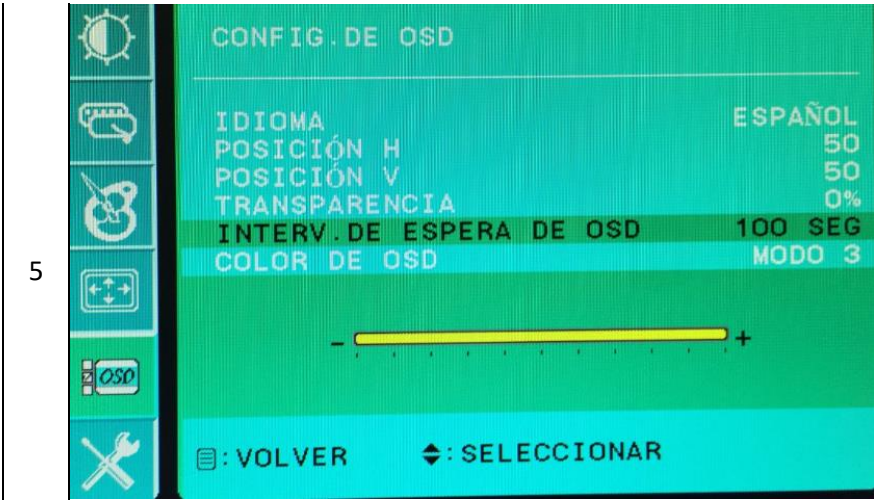 5
CONFIG.DE OSD
IDIOMA ESPAÑOL
POSICIÓN H 50
POSICIÓN V 50
TRANSPARENCIA 0%
INTERV.DE ESPERA DE OSD 100 SEG
COLOR DE OSD MODO 3
- +
OSD
:VOLVER :SELECCIONAR